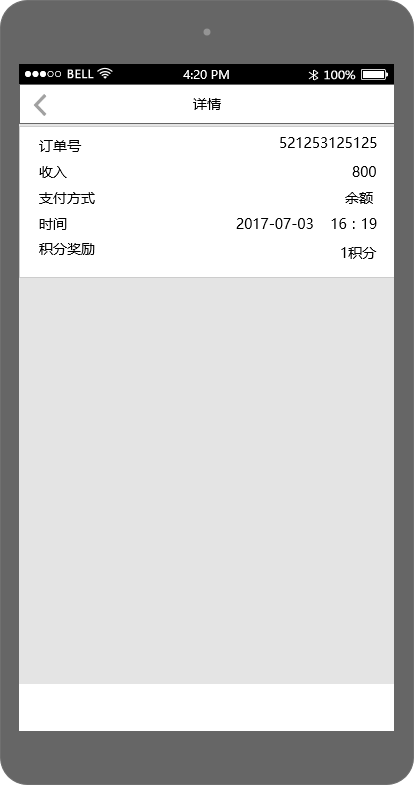 BELL 4:20 PM 100%
详情
订单号 521253125125
收入 800
支付方式 余额
时间 2017-07-03 16：19
积分奖励 1积分